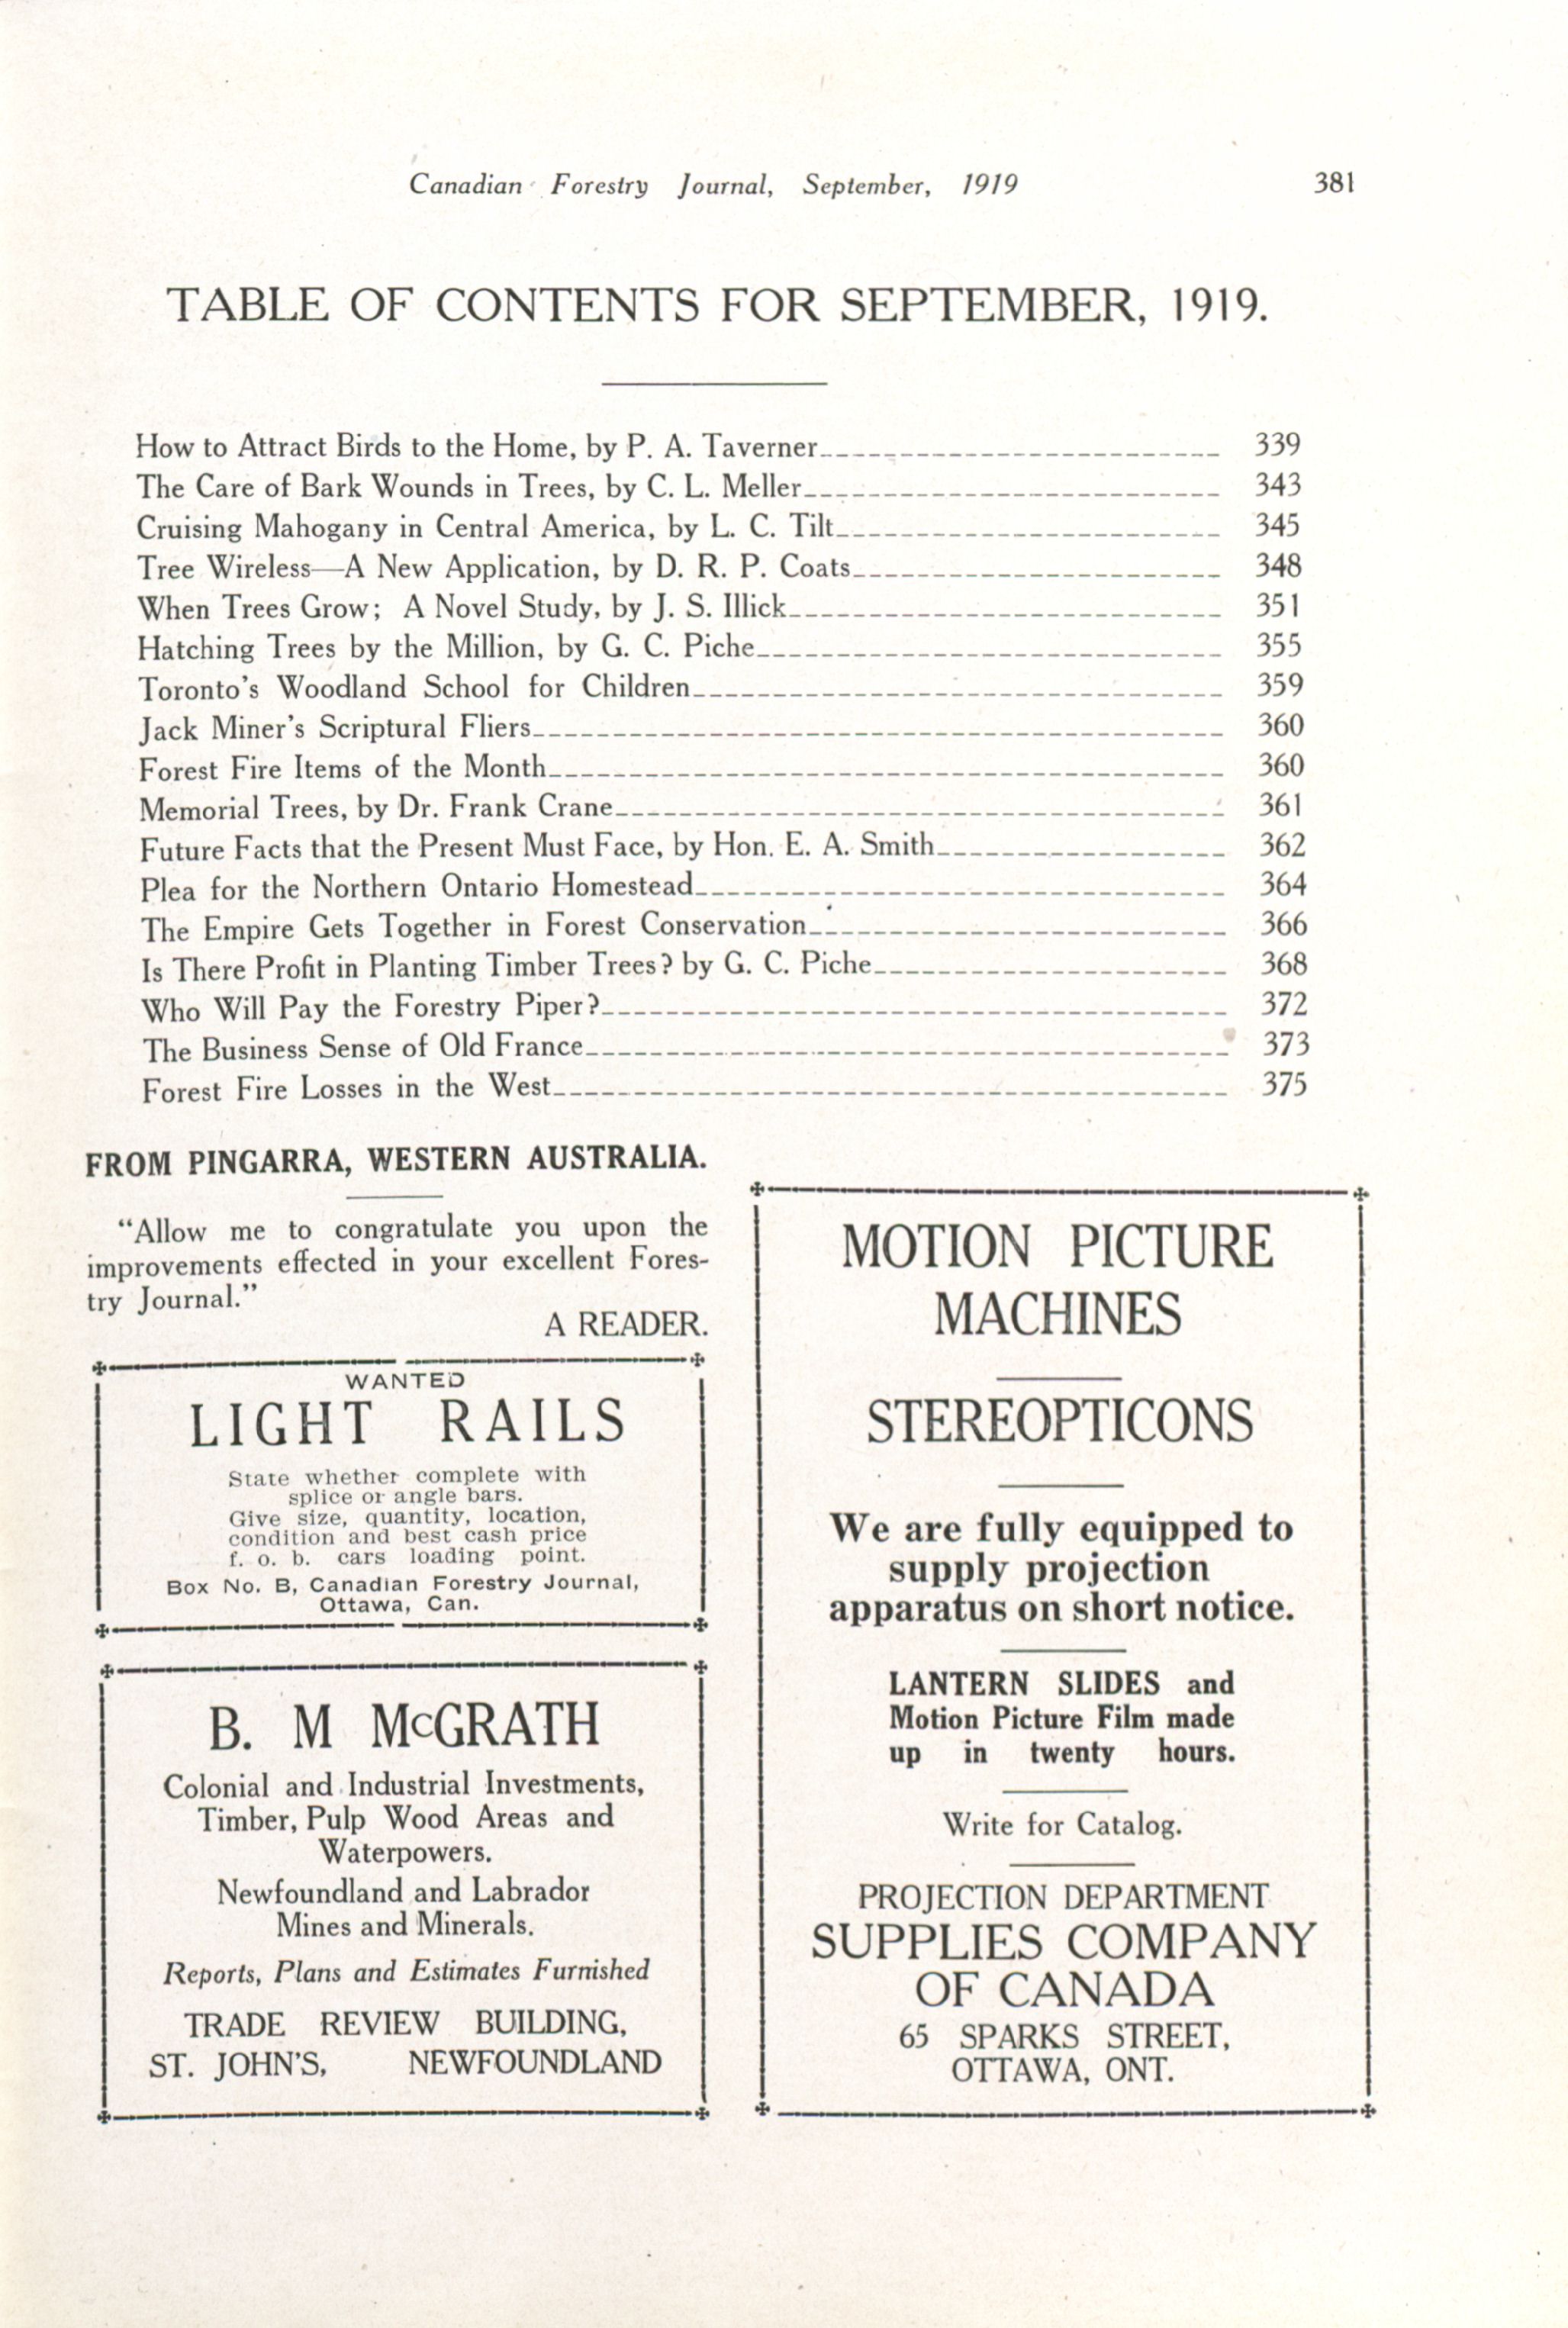 Canadian Forestry Journal, September, 1919 381
TABLE OF CONTENTS FOR SEPTEMBER, 1919.
How to Attract Birds to the Home, by P. A. Taverner 339
The Care of Bark Wounds in Trees, by C. L. Meller 343
Cruising Mahogany in Central America, by L. C. Tilt 345
Tree Wireless—A New Application, by D. R. P. Coats 348
When Trees Grow; A Novel Study, by J. S. Illick 351
Hatching Trees by the Million, by G. C. Piche 355
Toronto's Woodland School for Children 359
Jack Miner's Scriptural Fliers 360
Forest Fire Items of the Month 360
Memorial Trees, by Dr. Frank Crane 361
Future Facts that the Present Must Face, by Hon. E. A. Smith 362
Plea for the Northern Ontario Homestead 364
The Empire Gets Together in Forest Conservation 366
Is There Profit in Planting Timber Trees? by G. C. Piche 368
Who Will Pay the Forestry Piper? 372
The Business Sense of Old France 373
Forest Fire Losses in the West 375
FROM PINGARRA, WESTERN AUSTRALIA.
"Allow me to congratulate you upon the
improvements effected in your excellent Fores-
try Journal."
A READER.
WANTED
LIGHT RAILS
State whether complete with
splice or angle bars.
Give size, quantity, location,
condition and best cash price
f. o. b. cars loading point.
Box No. B, Canadian Forestry Journal,
Ottawa, Can.
B. M McGRATH
Colonial and Industrial Investments,
Timber, Pulp Wood Areas and
Waterpowers.
Newfoundland and Labrador
Mines and Minerals.
Reports, Plans and Estimates Furnished
TRADE REVIEW BUILDING,
ST. JOHN'S, NEWFOUNDLAND
MOTION PICTURE
MACHINES
STEREOPTICONS
We are fully equipped to
supply projection
apparatus on short notice.
LANTERN SLIDES and
Motion Picture Film made
up in twenty hours.
Write for Catalog.
PROJECTION DEPARTMENT
SUPPLIES COMPANY
OF CANADA
65 SPARKS STREET,
OTTAWA, ONT.